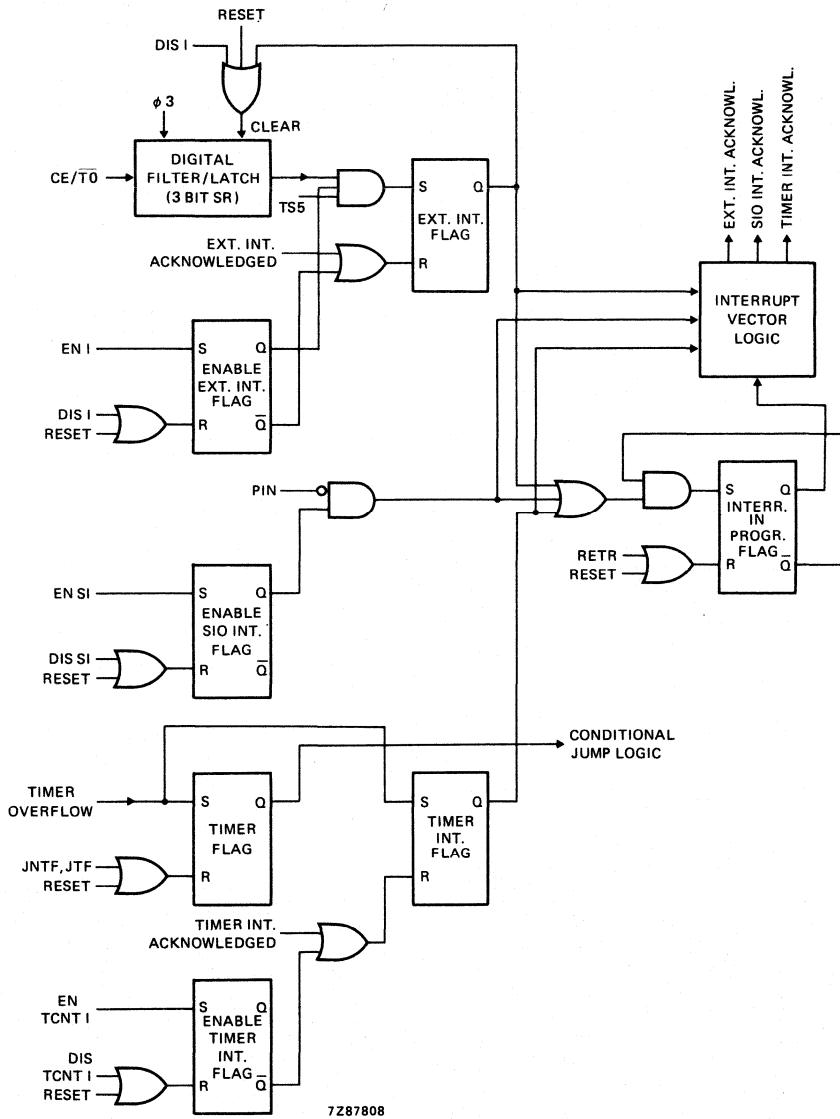 RESET
DIS I
φ3
CLEAR
CE/T̅0̅
DIGITAL
FILTER/LATCH
(3 BIT SR)
TS5
S Q
EXT. INT.
FLAG
R
EXT. INT.
ACKNOWLEDGED
EXT. INT. ACKNOWL.
SIO INT. ACKNOWL.
TIMER INT. ACKNOWL.
INTERRUPT
VECTOR
LOGIC
EN I
S Q
ENABLE
EXT. INT.
FLAG
R Q̅
DIS I
RESET
PIN
S Q
INTERR.
IN
PROGR.
FLAG
R Q̅
RETR
RESET
EN SI
S Q
ENABLE
SIO INT.
FLAG
R Q̅
DIS SI
RESET
CONDITIONAL
JUMP LOGIC
TIMER
OVERFLOW
S Q
TIMER
FLAG
R
JNTF, JTF
RESET
S Q
TIMER
INT.
FLAG
R
TIMER INT.
ACKNOWLEDGED
EN
TCNT I
S Q
ENABLE
TIMER
INT.
FLAG
R Q̅
DIS
TCNT I
RESET
7Z87808